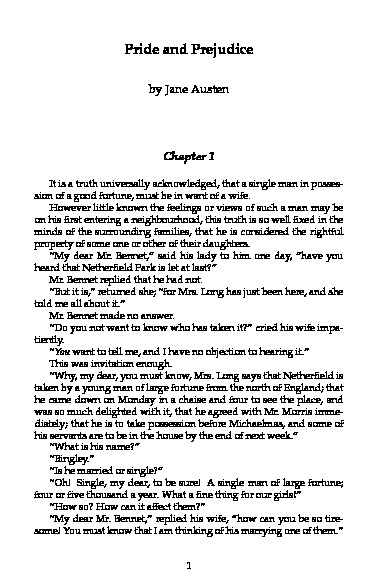 Pride and Prejudice
by Jane Austen
Chapter 1
It is a truth universally acknowledged, that a single man in posses-
sion of a good fortune, must be in want of a wife.
However little known the feelings or views of such a man may be
on his first entering a neighbourhood, this truth is so well fixed in the
minds of the surrounding families, that he is considered the rightful
property of some one or other of their daughters.
“My dear Mr. Bennet,” said his lady to him one day, “have you
heard that Netherfield Park is let at last?”
Mr. Bennet replied that he had not.
“But it is,” returned she; “for Mrs. Long has just been here, and she
told me all about it.”
Mr. Bennet made no answer.
“Do you not want to know who has taken it?” cried his wife impa-
tiently.
“You want to tell me, and I have no objection to hearing it.”
This was invitation enough.
“Why, my dear, you must know, Mrs. Long says that Netherfield is
taken by a young man of large fortune from the north of England; that
he came down on Monday in a chaise and four to see the place, and
was so much delighted with it, that he agreed with Mr. Morris imme-
diately; that he is to take possession before Michaelmas, and some of
his servants are to be in the house by the end of next week.”
“What is his name?”
“Bingley.”
“Is he married or single?”
“Oh! Single, my dear, to be sure! A single man of large fortune;
four or five thousand a year. What a fine thing for our girls!”
“How so? How can it affect them?”
“My dear Mr. Bennet,” replied his wife, “how can you be so tire-
some! You must know that I am thinking of his marrying one of them.”
1